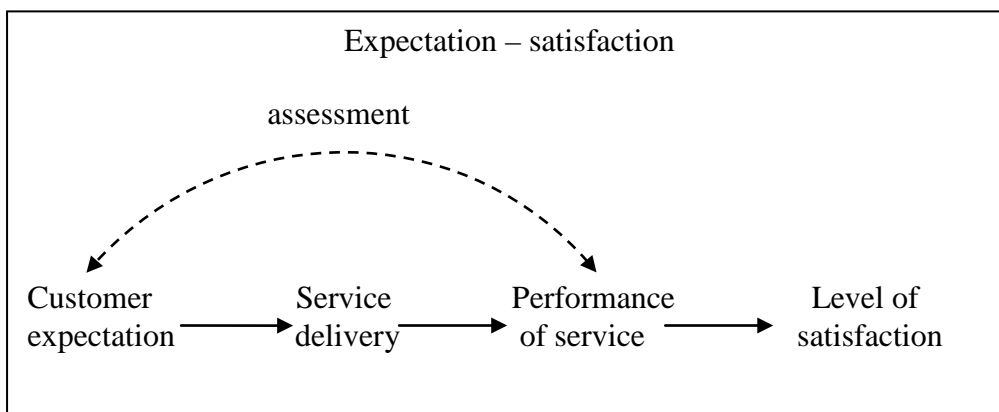 Expectation – satisfaction
assessment
Customer
expectation
Service
delivery
Performance
of service
Level of
satisfaction